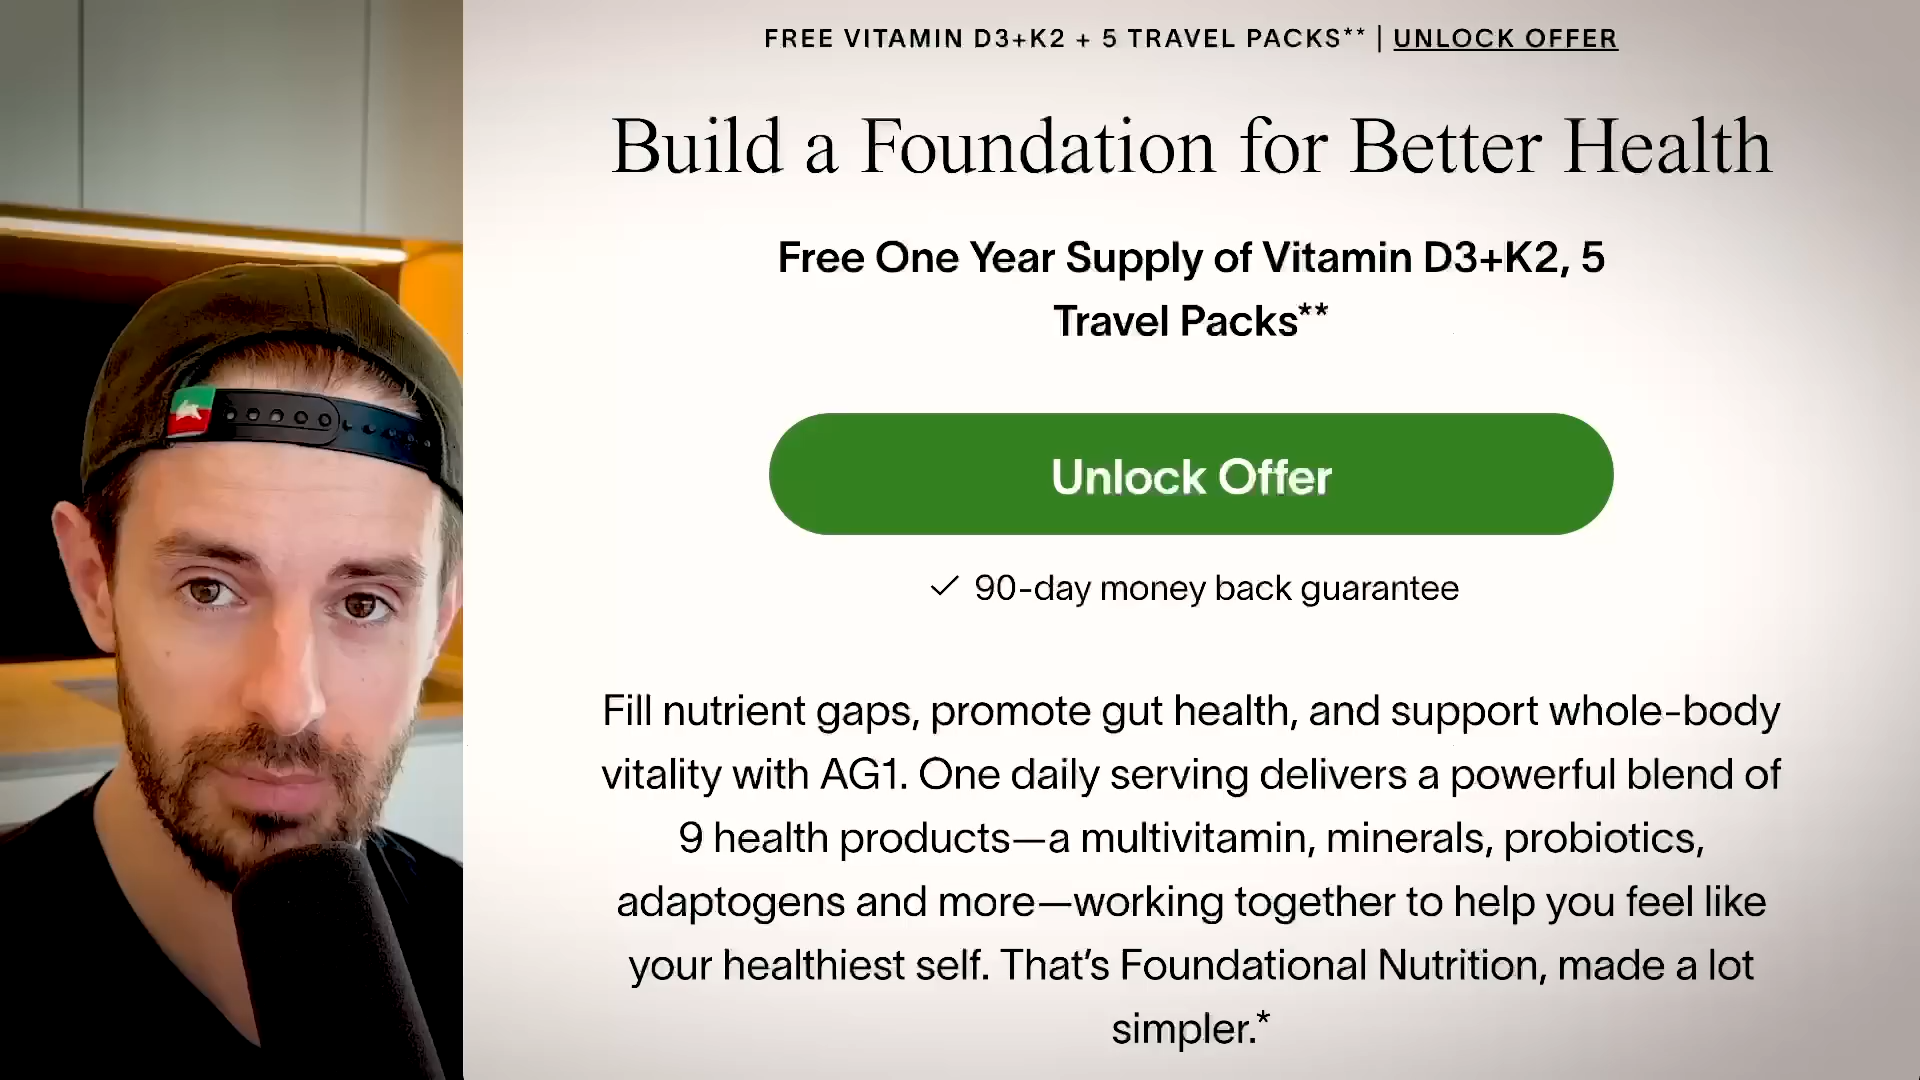 FREE VITAMIN D3+K2 + 5 TRAVEL PACKS** | UNLOCK OFFER
Build a Foundation for Better Health
Free One Year Supply of Vitamin D3+K2, 5
Travel Packs**
Unlock Offer
✓ 90-day money back guarantee
Fill nutrient gaps, promote gut health, and support whole-body
vitality with AG1. One daily serving delivers a powerful blend of
9 health products—a multivitamin, minerals, probiotics,
adaptogens and more—working together to help you feel like
your healthiest self. That’s Foundational Nutrition, made a lot
simpler.*